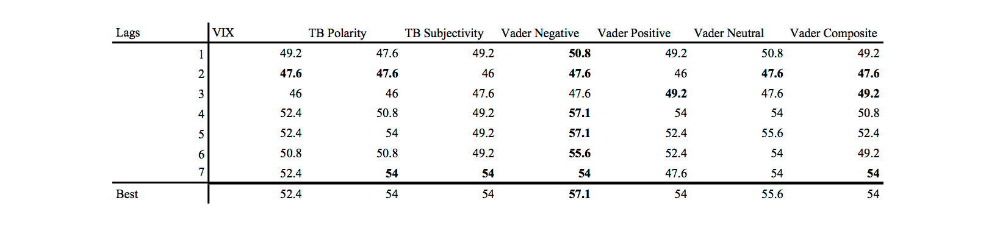 Lags VIX TB Polarity TB Subjectivity Vader Negative Vader Positive Vader Neutral Vader Composite
1 49.2 47.6 49.2 50.8 49.2 50.8 49.2
2 47.6 47.6 46 47.6 46 47.6 47.6
3 46 46 47.6 47.6 49.2 47.6 49.2
4 52.4 50.8 49.2 57.1 54 54 50.8
5 52.4 54 49.2 57.1 52.4 55.6 52.4
6 50.8 50.8 49.2 55.6 52.4 54 49.2
7 52.4 54 54 54 47.6 54 54
Best 52.4 54 54 57.1 54 55.6 54